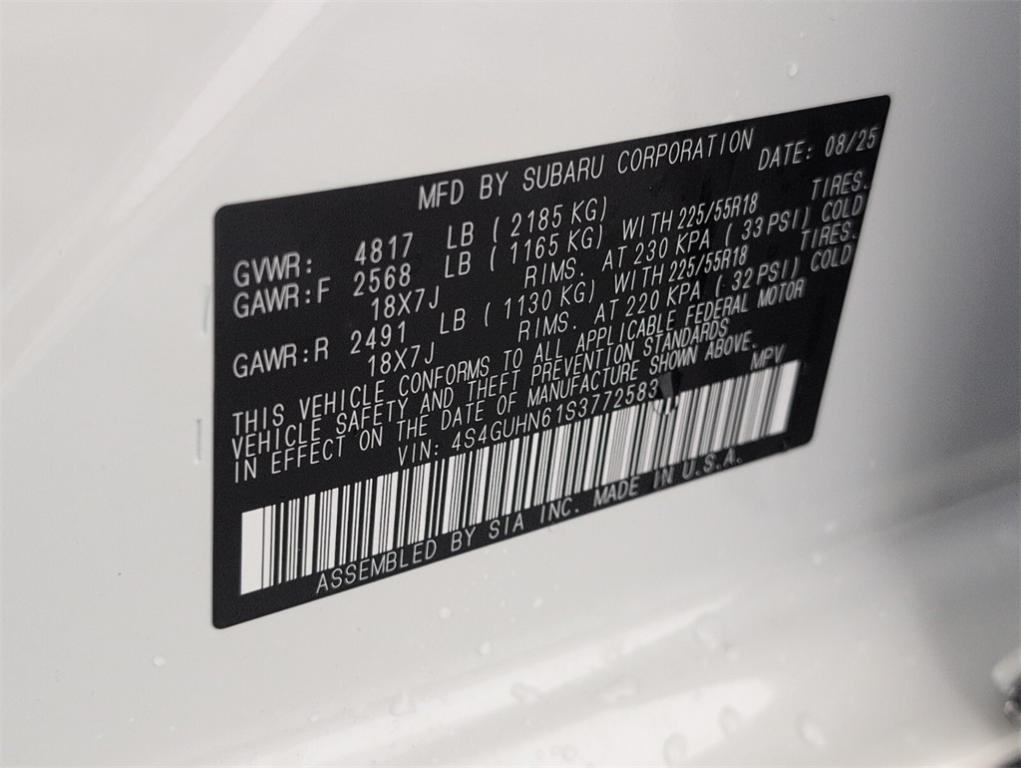 MFD BY SUBARU CORPORATION DATE: 08/25
GVWR: 4817 LB ( 2185 KG)
GAWR:F 2568 LB ( 1165 KG) WITH 225/55R18 TIRES.
18X7J RIMS. AT 230 KPA ( 33 PSI) COLD
GAWR:R 2491 LB ( 1130 KG) WITH 225/55R18 TIRES.
18X7J RIMS. AT 220 KPA ( 32 PSI) COLD
THIS VEHICLE CONFORMS TO ALL APPLICABLE FEDERAL MOTOR
VEHICLE SAFETY AND THEFT PREVENTION STANDARDS
IN EFFECT ON THE DATE OF MANUFACTURE SHOWN ABOVE.
VIN: 4S4GUHN61S3772583 MPV
ASSEMBLED BY SIA INC. MADE IN U.S.A.